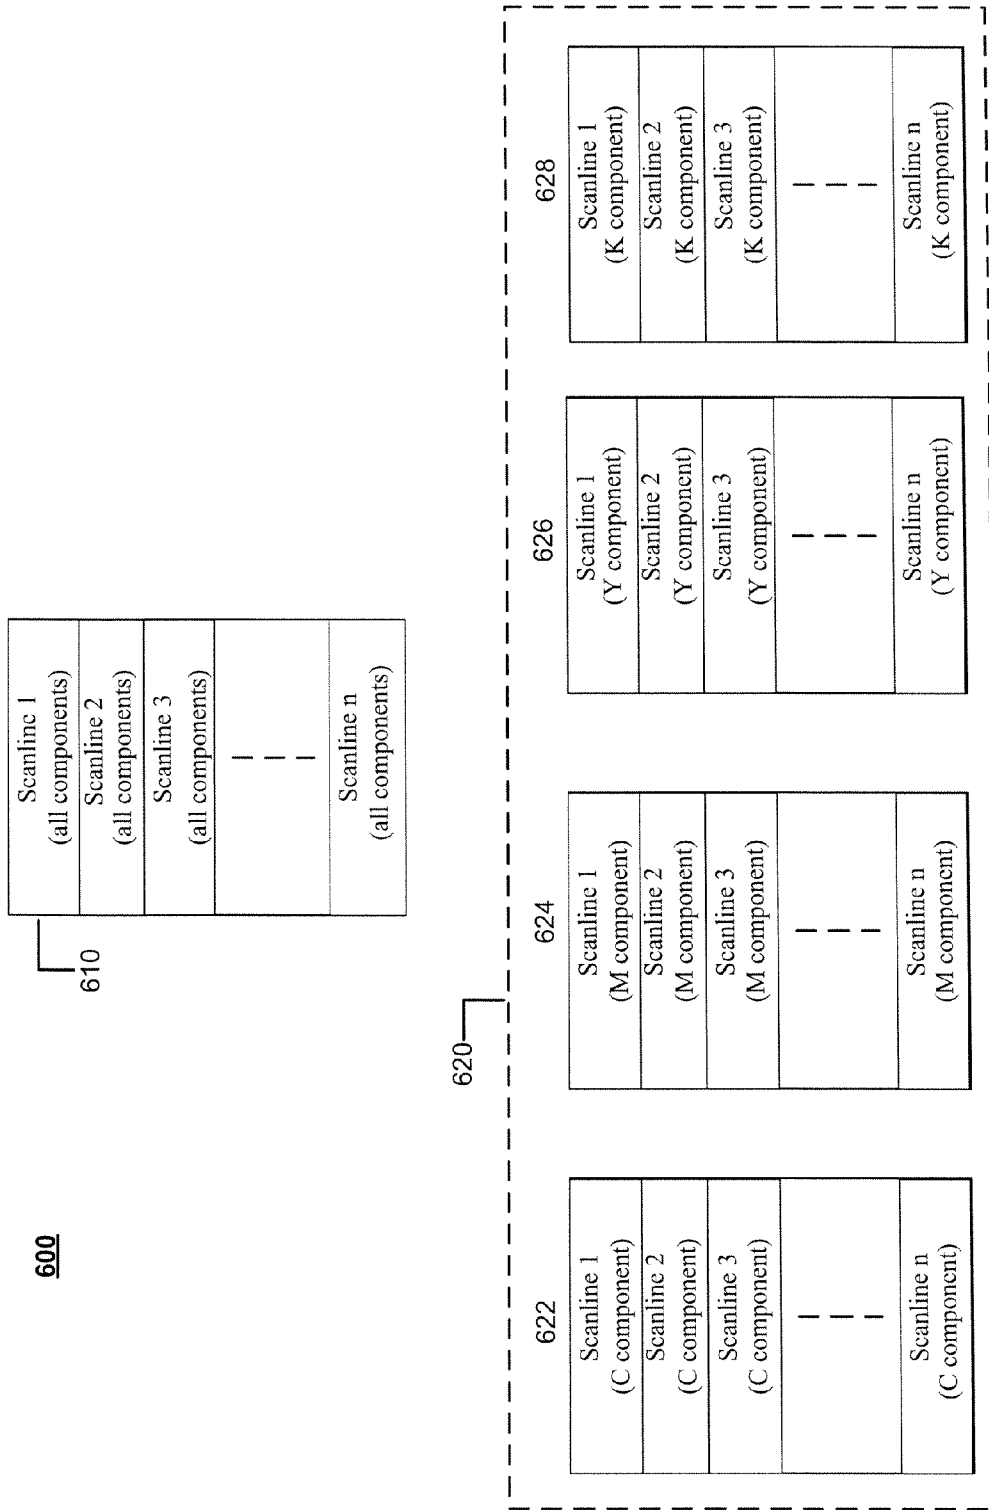 600
610
Scanline 1
(all components)
Scanline 2
(all components)
Scanline 3
(all components)
Scanline n
(all components)
620
622
Scanline 1
(C component)
Scanline 2
(C component)
Scanline 3
(C component)
Scanline n
(C component)
624
Scanline 1
(M component)
Scanline 2
(M component)
Scanline 3
(M component)
Scanline n
(M component)
626
Scanline 1
(Y component)
Scanline 2
(Y component)
Scanline 3
(Y component)
Scanline n
(Y component)
628
Scanline 1
(K component)
Scanline 2
(K component)
Scanline 3
(K component)
Scanline n
(K component)